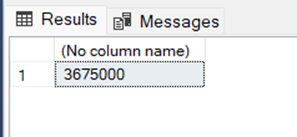 Results Messages
(No column name)
1 3675000